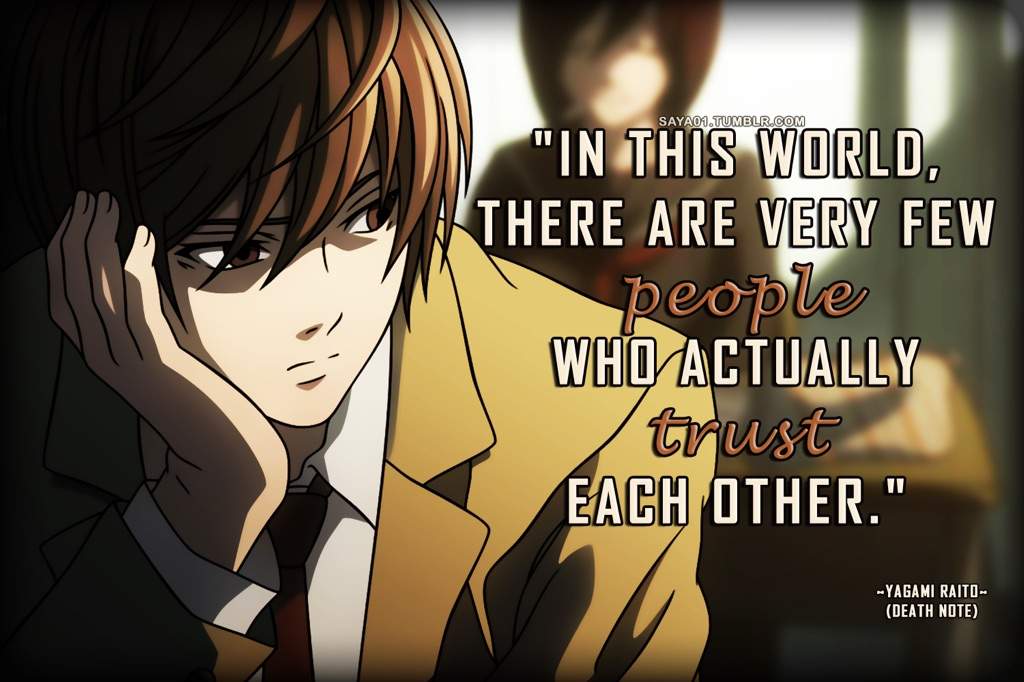 SAYA01.TUMBLR.COM
"IN THIS WORLD,
THERE ARE VERY FEW
people
WHO ACTUALLY
trust
EACH OTHER."
~YAGAMI RAITO~
(DEATH NOTE)